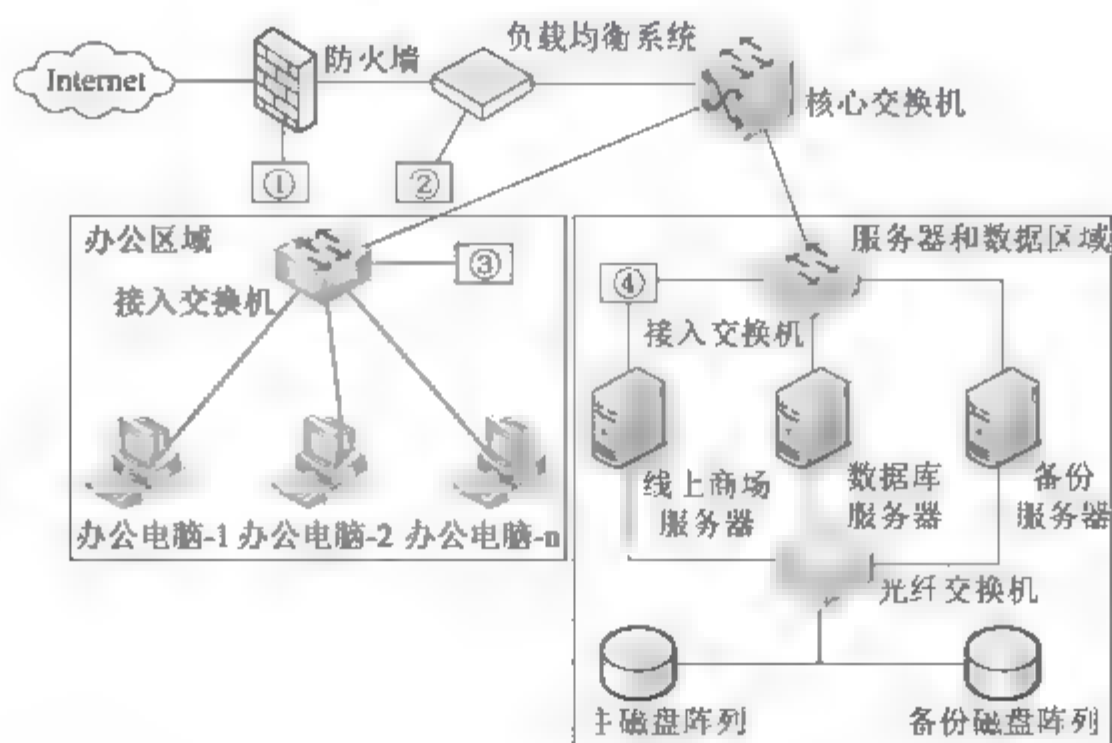 Internet
防火墙
负载均衡系统
核心交换机
①
②
办公区域
③
接入交换机
办公电脑-1 办公电脑-2 办公电脑-n
服务器和数据区域
④
接入交换机
线上商场
服务器
数据库
服务器
备份
服务器
光纤交换机
主磁盘阵列
备份磁盘阵列